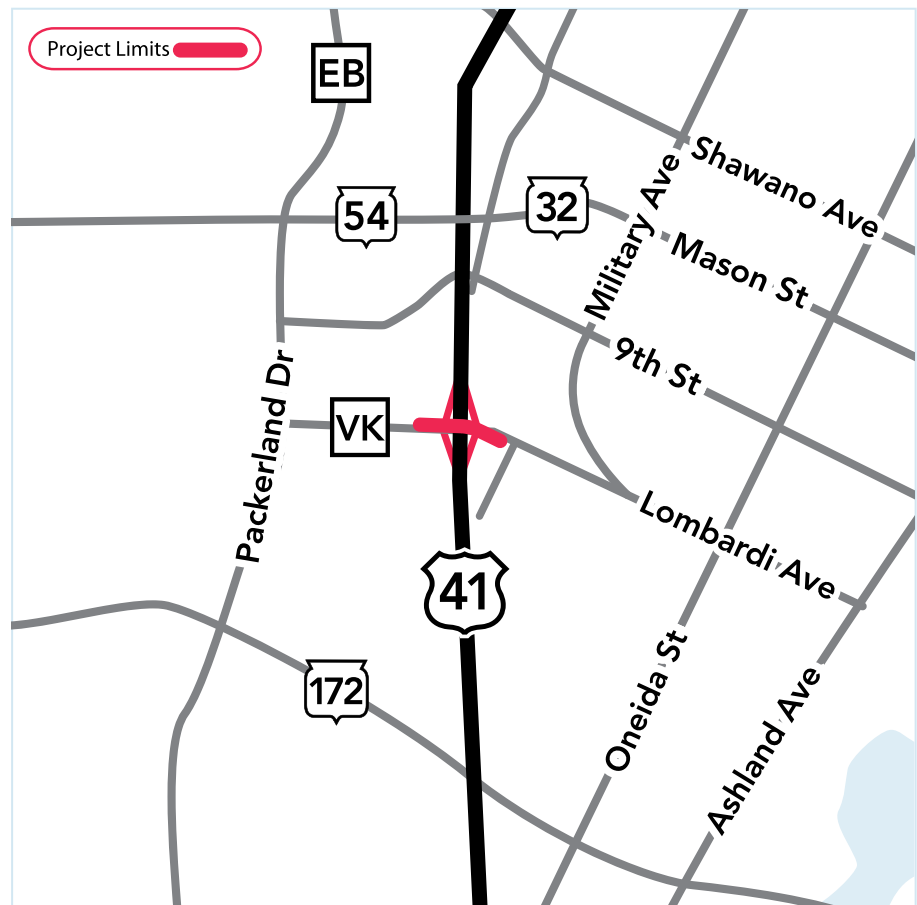 Project Limits
EB
Shawano Ave
Military Ave
32
54
Mason St
9th St
Packerland Dr
VK
Lombardi Ave
41
Oneida St
172
Ashland Ave